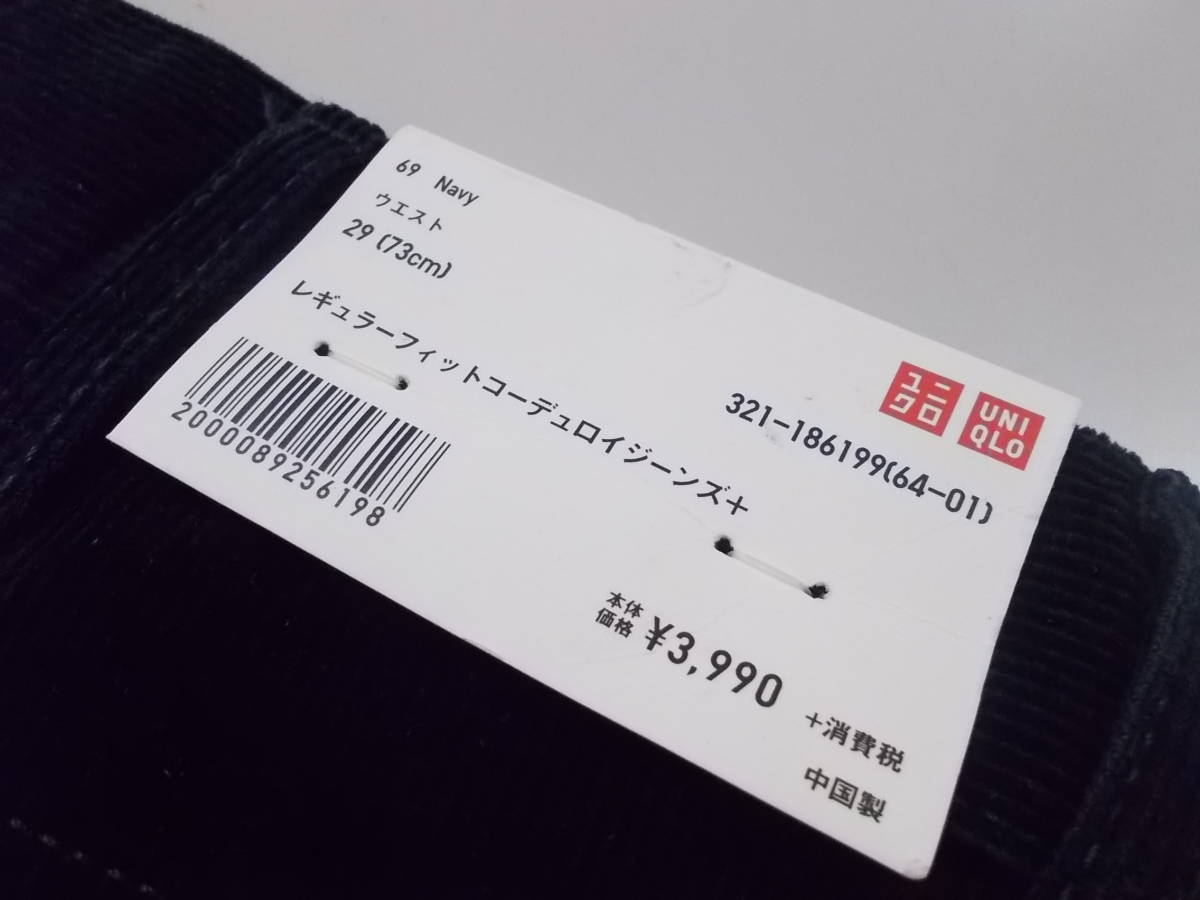 69 Navy
ウエスト
29 (73cm)
レギュラーフィットコーデュロイジーンズ+
2000089256198
ユニ
クロ
UNI
QLO
321-186199(64-01)
本体
価格 ¥3,990
+消費税
中国製